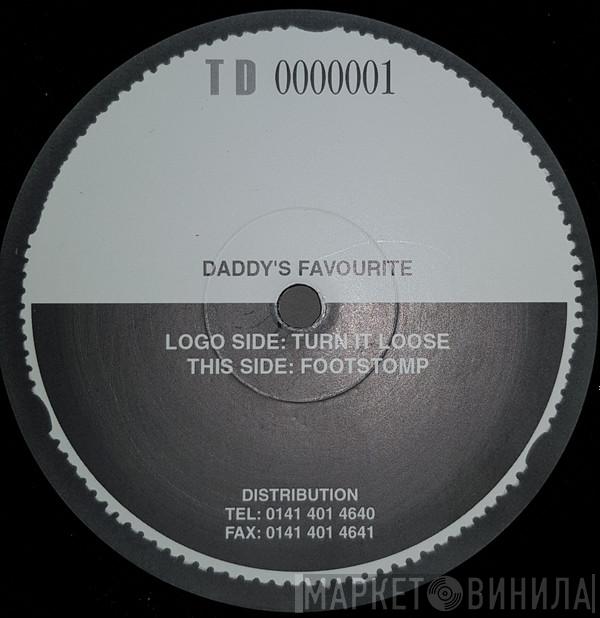 TD 0000001
DADDY'S FAVOURITE
LOGO SIDE: TURN IT LOOSE
THIS SIDE: FOOTSTOMP
DISTRIBUTION
TEL: 0141 401 4640
FAX: 0141 401 4641
МАРКЕТ ВИНИЛА